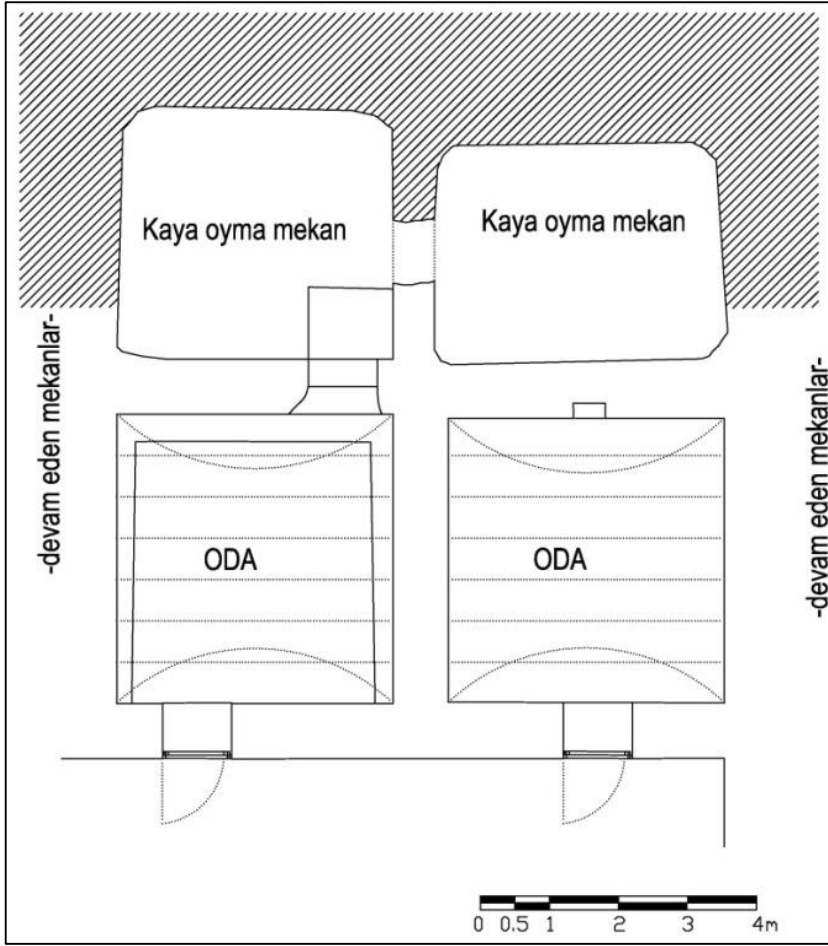 Kaya oyma mekan
Kaya oyma mekan
-devam eden mekanlar-
-devam eden mekanlar-
ODA
ODA
0 0.5 1 2 3 4m